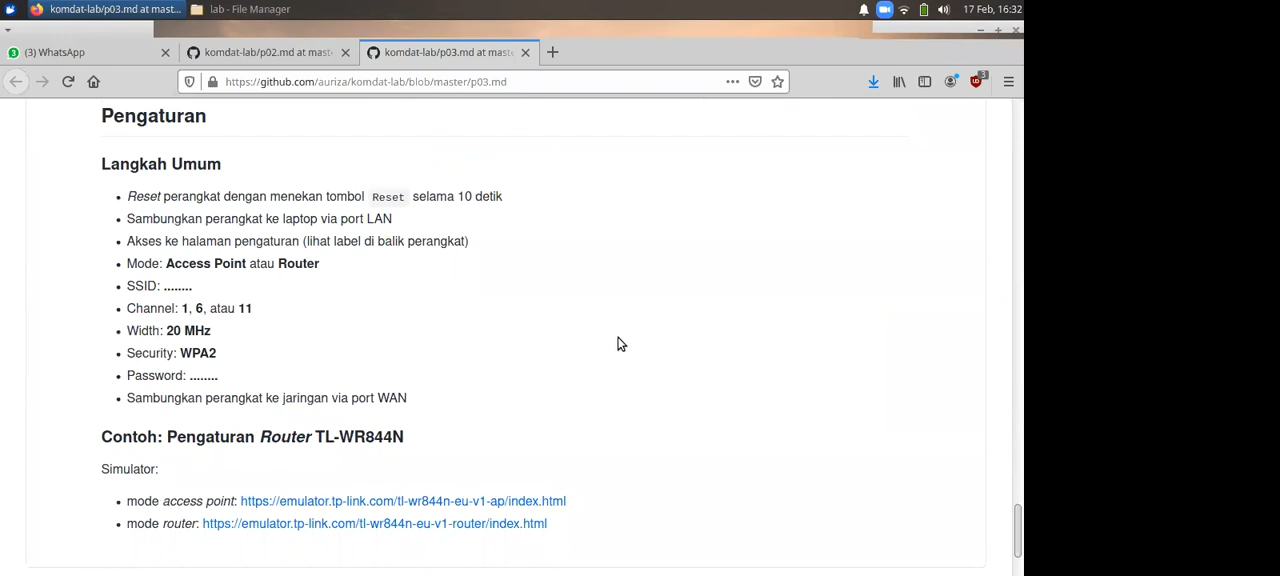 komdat-lab/p03.md at mast...
lab - File Manager
17 Feb, 16:32
(3) WhatsApp
komdat-lab/p02.md at mast
komdat-lab/p03.md at mast
https://github.com/auriza/komdat-lab/blob/master/p03.md
3
Pengaturan
Langkah Umum
• Reset perangkat dengan menekan tombol Reset selama 10 detik
• Sambungkan perangkat ke laptop via port LAN
• Akses ke halaman pengaturan (lihat label di balik perangkat)
• Mode: Access Point atau Router
• SSID: ........
• Channel: 1, 6, atau 11
• Width: 20 MHz
• Security: WPA2
• Password: ........
• Sambungkan perangkat ke jaringan via port WAN
Contoh: Pengaturan Router TL-WR844N
Simulator:
• mode access point: https://emulator.tp-link.com/tl-wr844n-eu-v1-ap/index.html
• mode router: https://emulator.tp-link.com/tl-wr844n-eu-v1-router/index.html